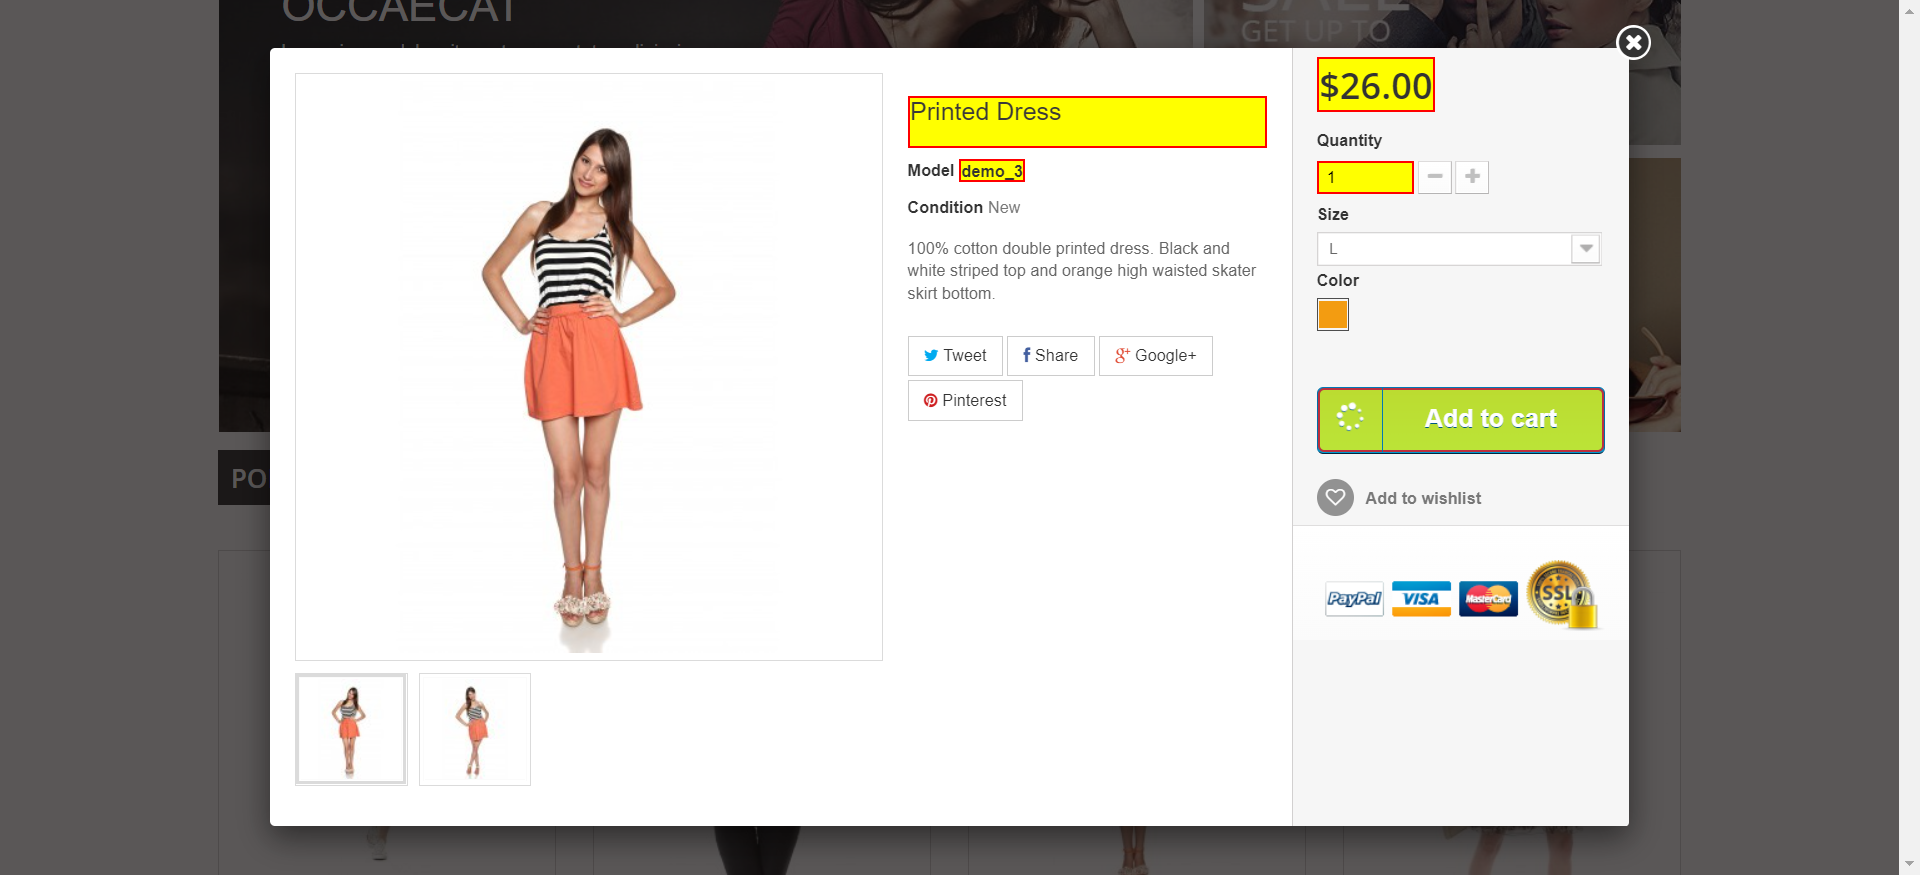 OCCAECAT
GET UP TO
$26.00
Printed Dress
Quantity
Model demo_3
1
Condition New
Size
100% cotton double printed dress. Black and
white striped top and orange high waisted skater
skirt bottom.
L
Color
Tweet
Share
Google+
Pinterest
Add to cart
PO
Add to wishlist
PayPal
VISA
MasterCard
SSL